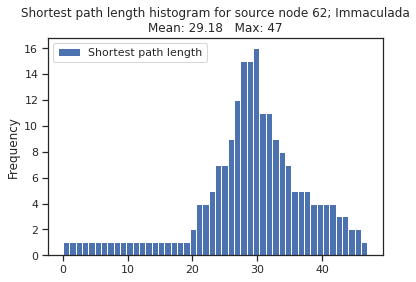 Shortest path length histogram for source node 62; Immaculada
Mean: 29.18 Max: 47
Shortest path length
Frequency
16
14
12
10
8
6
4
2
0
0 10 20 30 40